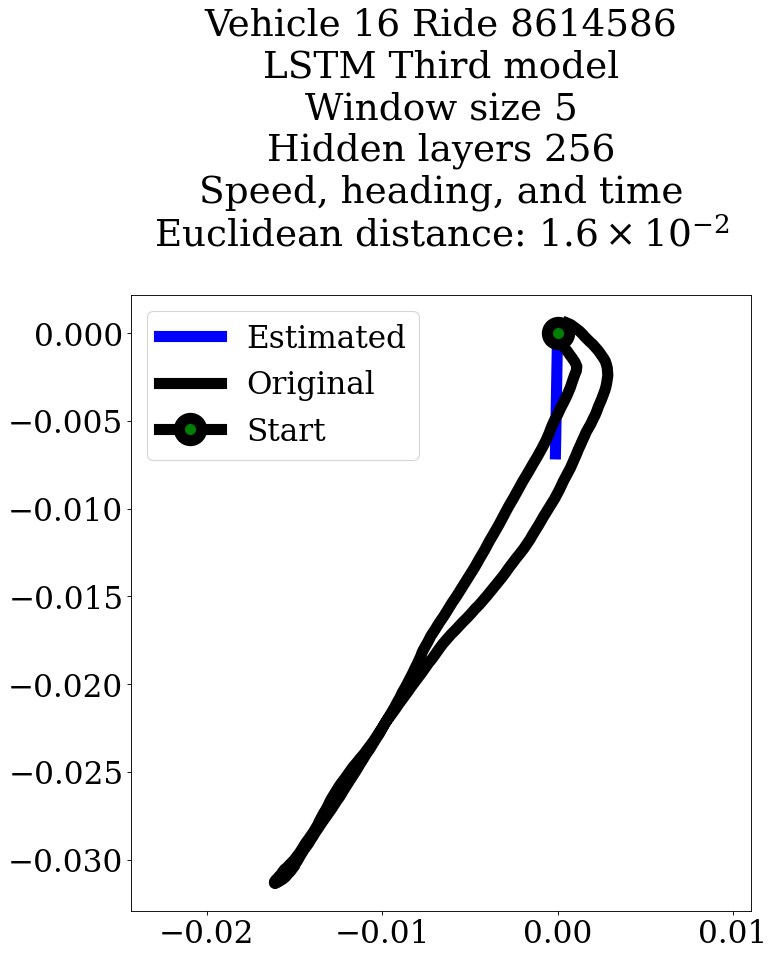 Vehicle 16 Ride 8614586
LSTM Third model
Window size 5
Hidden layers 256
Speed, heading, and time
Euclidean distance: 1.6 × 10⁻²
Estimated
Original
Start
0.000
−0.005
−0.010
−0.015
−0.020
−0.025
−0.030
−0.02 −0.01 0.00 0.01